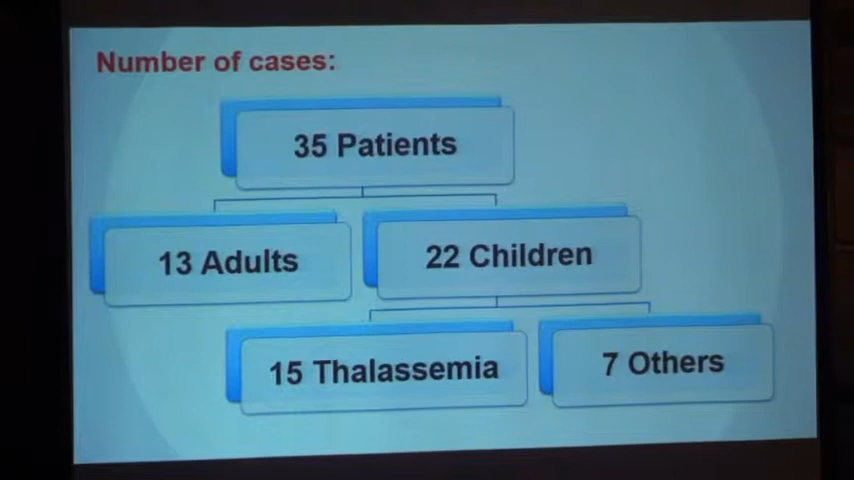 Number of cases:
35 Patients
13 Adults
22 Children
15 Thalassemia
7 Others